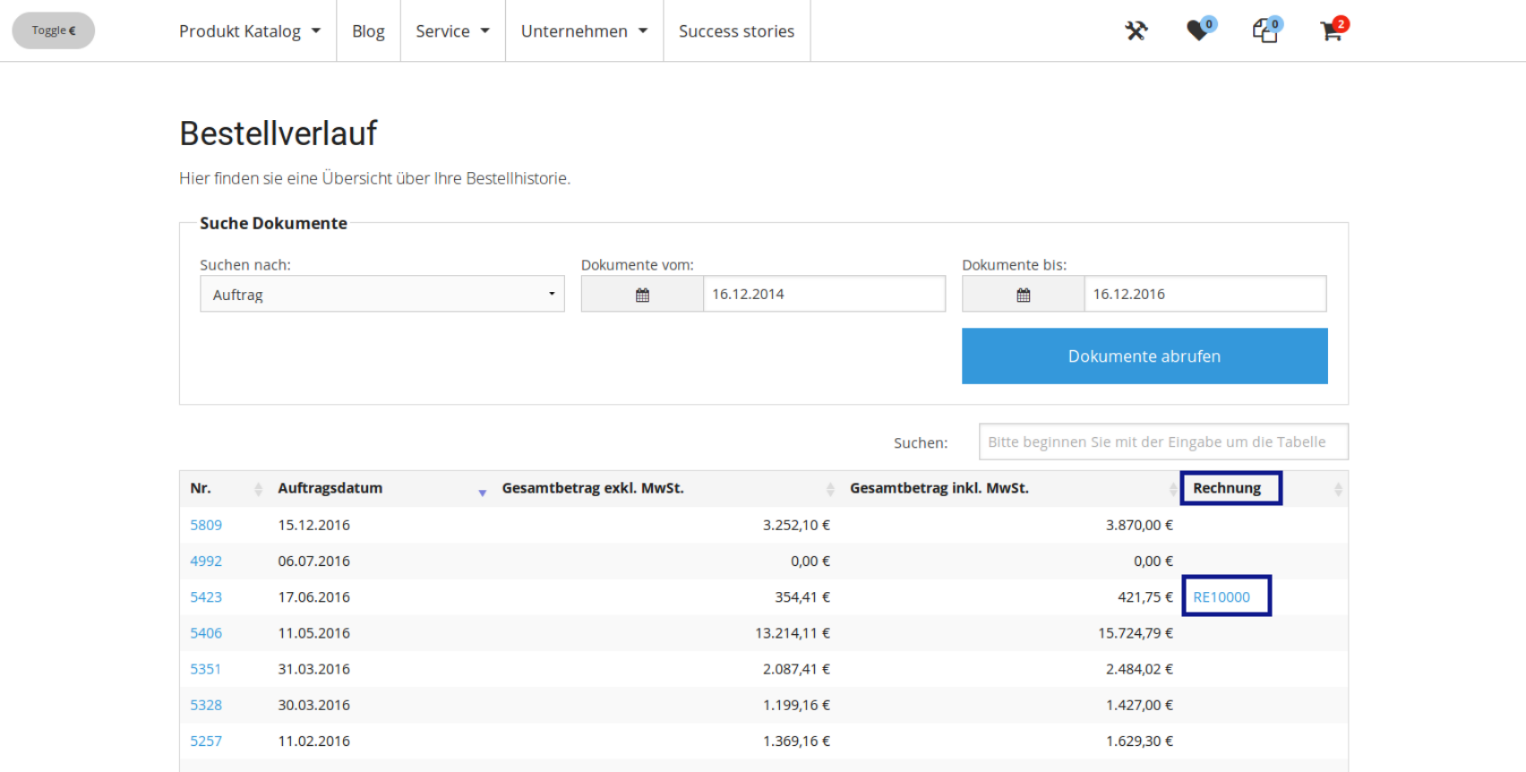 Toggle € Produkt Katalog Blog Service Unternehmen Success stories 0 0 2
Bestellverlauf
Hier finden sie eine Übersicht über Ihre Bestellhistorie.
Suche Dokumente
Suchen nach: Dokumente vom: Dokumente bis:
Auftrag 16.12.2014 16.12.2016
Dokumente abrufen
Suchen: Bitte beginnen Sie mit der Eingabe um die Tabelle
Nr. Auftragsdatum Gesamtbetrag exkl. MwSt. Gesamtbetrag inkl. MwSt. Rechnung
5809 15.12.2016 3.252,10 € 3.870,00 €
4992 06.07.2016 0,00 € 0,00 €
5423 17.06.2016 354,41 € 421,75 € RE10000
5406 11.05.2016 13.214,11 € 15.724,79 €
5351 31.03.2016 2.087,41 € 2.484,02 €
5328 30.03.2016 1.199,16 € 1.427,00 €
5257 11.02.2016 1.369,16 € 1.629,30 €